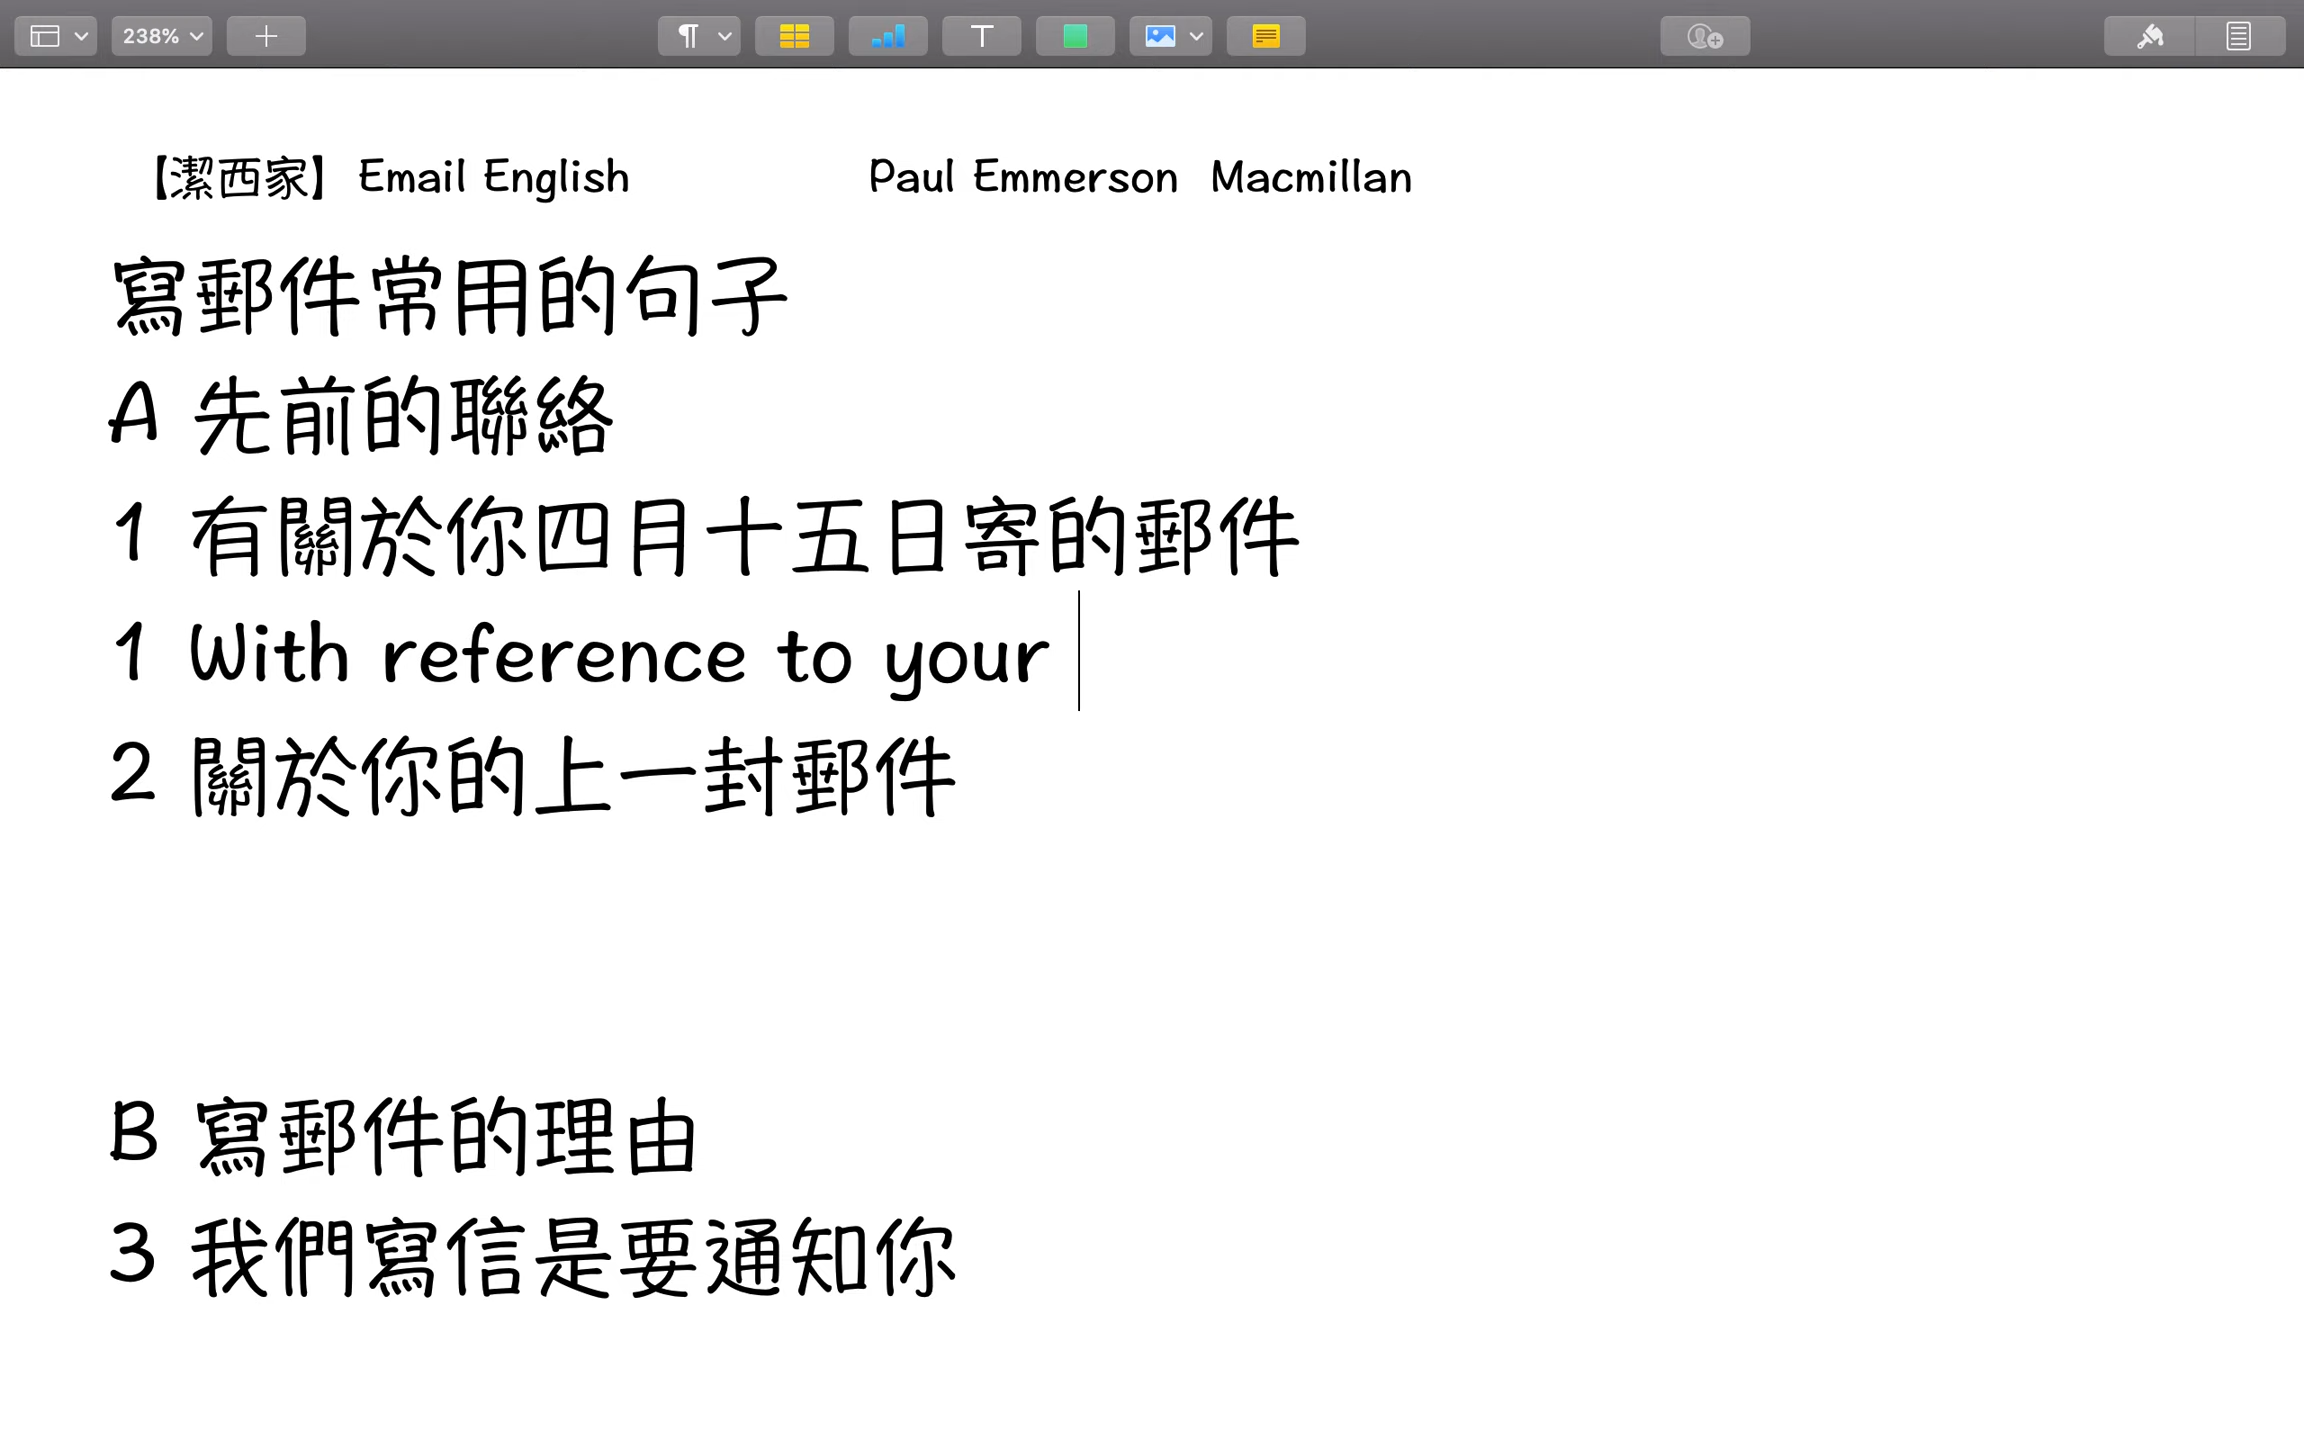 238%
【潔西家】 Email English Paul Emmerson Macmillan
寫郵件常用的句子
A 先前的聯絡
1 有關於你四月十五日寄的郵件
1 With reference to your
2 關於你的上一封郵件
B 寫郵件的理由
3 我們寫信是要通知你